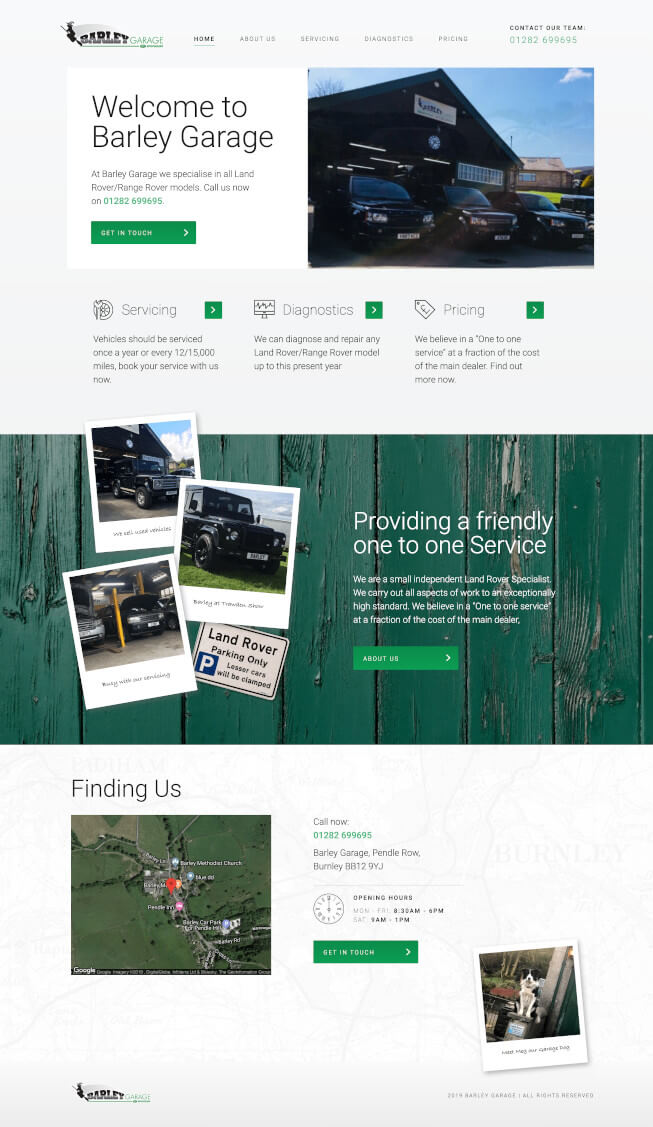 BARLEY GARAGE
HOME
ABOUT US
SERVICING
DIAGNOSTICS
PRICING
CONTACT OUR TEAM:
01282 699695
Welcome to
Barley Garage
At Barley Garage we specialise in all Land
Rover/Range Rover models. Call us now
on 01282 699695.
GET IN TOUCH
Servicing
Diagnostics
Pricing
Vehicles should be serviced
once a year or every 12/15,000
miles, book your service with us
now.
We can diagnose and repair any
Land Rover/Range Rover model
up to this present year
We believe in a "One to one
service" at a fraction of the cost
of the main dealer. Find out
more now.
We sell used vehicles
BARLEY
Barley at Trawden Show
Busy with our servicing
Land Rover
Parking Only
P
Lesser cars
will be clamped
Providing a friendly
one to one Service
We are a small independent Land Rover Specialist.
We carry out all aspects of work to an exceptionally
high standard. We believe in a "One to one service"
at a fraction of the cost of the main dealer,
ABOUT US
PADIHAM
BURNLEY
Finding Us
Barley Methodist Church
blue dd
Pendle Inn
Barley Car Park
For Pendle Hill
Barley Rd
Google
Call now:
01282 699695
Barley Garage, Pendle Row,
Burnley BB12 9YJ
OPENING HOURS
MON - FRI: 8:30AM - 6PM
SAT: 9AM - 1PM
GET IN TOUCH
Meet Meg our Garage Dog
BARLEY GARAGE
2019 BARLEY GARAGE | ALL RIGHTS RESERVED